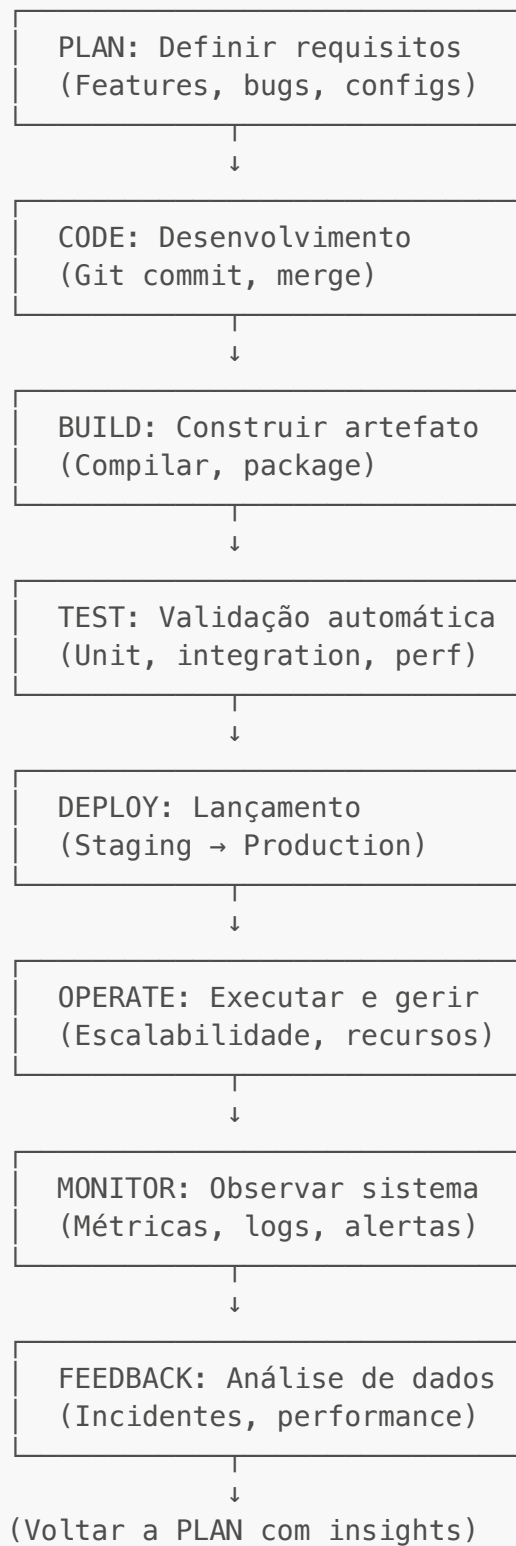 PLAN: Definir requisitos
(Features, bugs, configs)
↓
CODE: Desenvolvimento
(Git commit, merge)
↓
BUILD: Construir artefato
(Compilar, package)
↓
TEST: Validação automática
(Unit, integration, perf)
↓
DEPLOY: Lançamento
(Staging → Production)
↓
OPERATE: Executar e gerir
(Escalabilidade, recursos)
↓
MONITOR: Observar sistema
(Métricas, logs, alertas)
↓
FEEDBACK: Análise de dados
(Incidentes, performance)
↓
(Voltar a PLAN com insights)